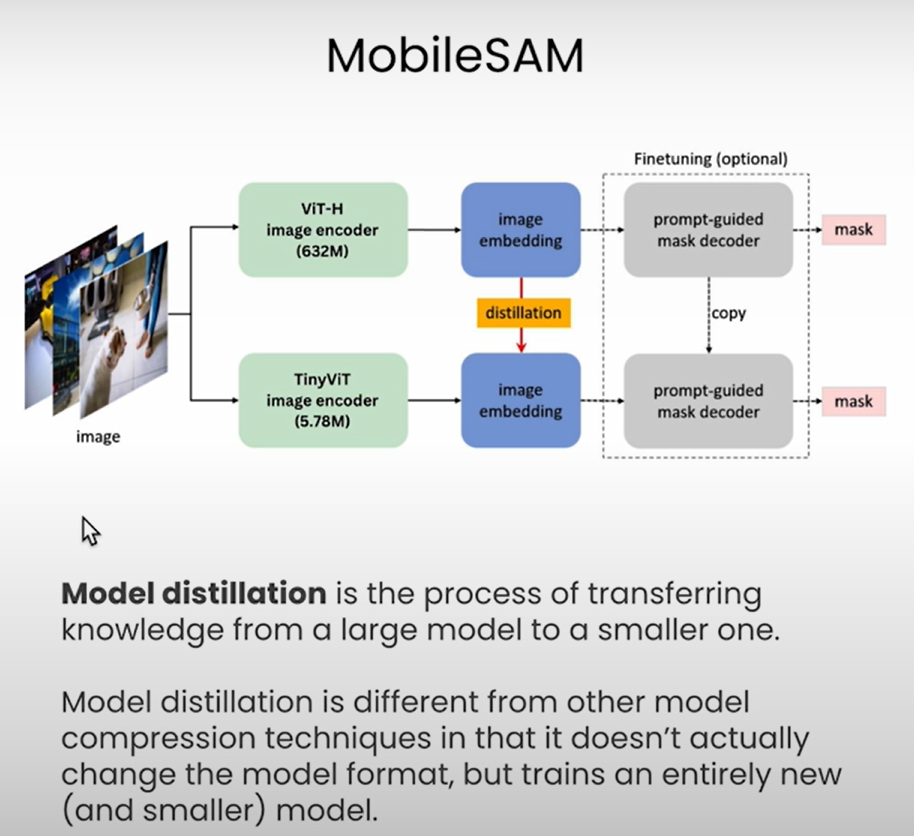 MobileSAM
Finetuning (optional)
ViT-H
image encoder
(632M)
image
embedding
prompt-guided
mask decoder
mask
distillation
copy
TinyViT
image encoder
(5.78M)
image
embedding
prompt-guided
mask decoder
mask
image
Model distillation is the process of transferring
knowledge from a large model to a smaller one.
Model distillation is different from other model
compression techniques in that it doesn’t actually
change the model format, but trains an entirely new
(and smaller) model.